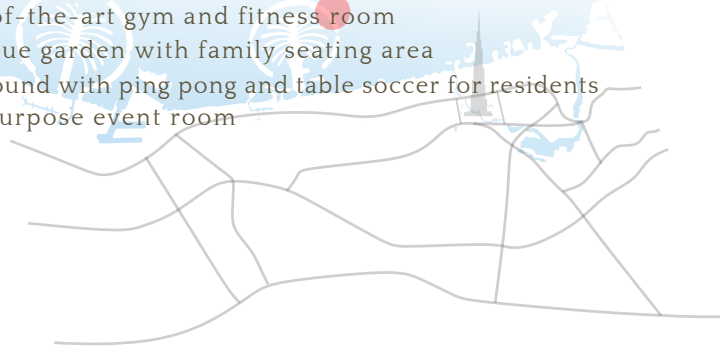 of-the-art gym and fitness room
ue garden with family seating area
ound with ping pong and table soccer for residents
urpose event room